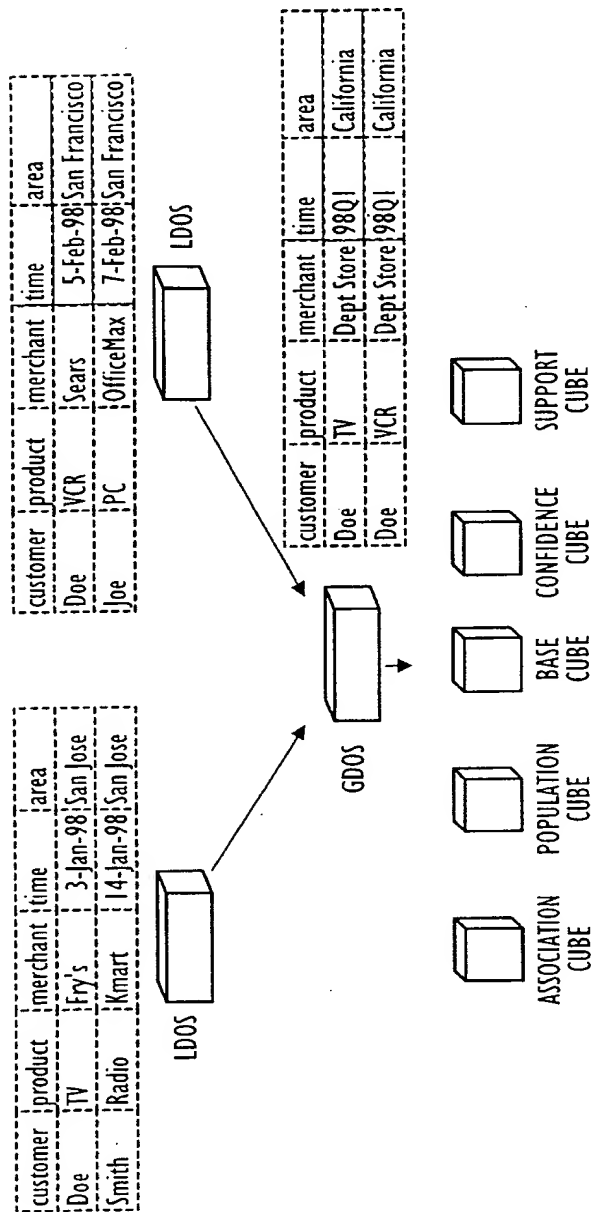 customer product merchant time area
Doe TV Fry's 3-Jan-98 San Jose
Smith Radio Kmart 14-Jan-98 San Jose
LDOS
customer product merchant time area
Doe VCR Sears 5-Feb-98 San Francisco
Joe PC OfficeMax 7-Feb-98 San Francisco
LDOS
GDOS
customer product merchant time area
Doe TV Dept Store 98Q1 California
Doe VCR Dept Store 98Q1 California
ASSOCIATION
CUBE
POPULATION
CUBE
BASE
CUBE
CONFIDENCE
CUBE
SUPPORT
CUBE